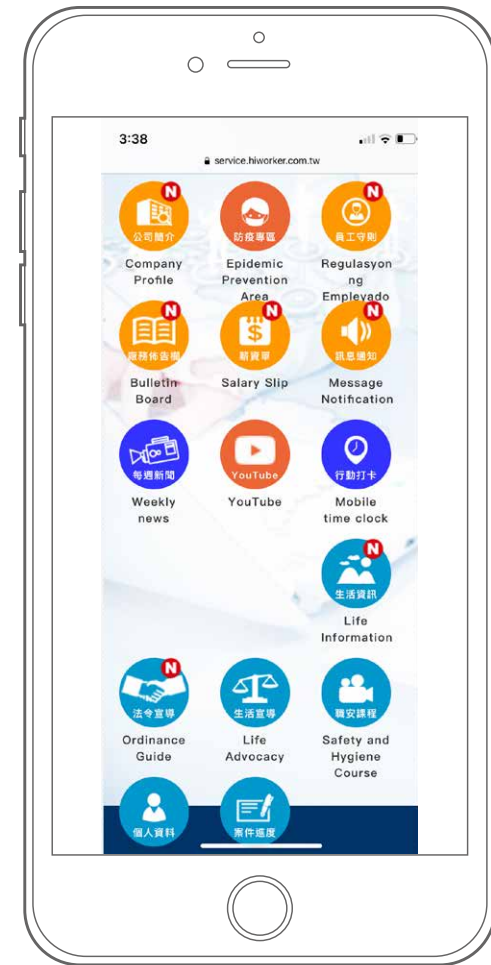 3:38
service.hiworker.com.tw
N
N
公司簡介
防疫專區
員工守則
Company
Profile
Epidemic
Prevention
Area
Regulasyon
ng
Empleyado
N
N
N
服務佈告欄
薪資單
訊息通知
Bulletin
Board
Salary Slip
Message
Notification
每週新聞
YouTube
行動打卡
Weekly
news
YouTube
Mobile
time clock
N
生活資訊
Life
Information
N
法令宣導
生活宣導
職安課程
Ordinance
Guide
Life
Advocacy
Safety and
Hygiene
Course
個人資料
案件進度